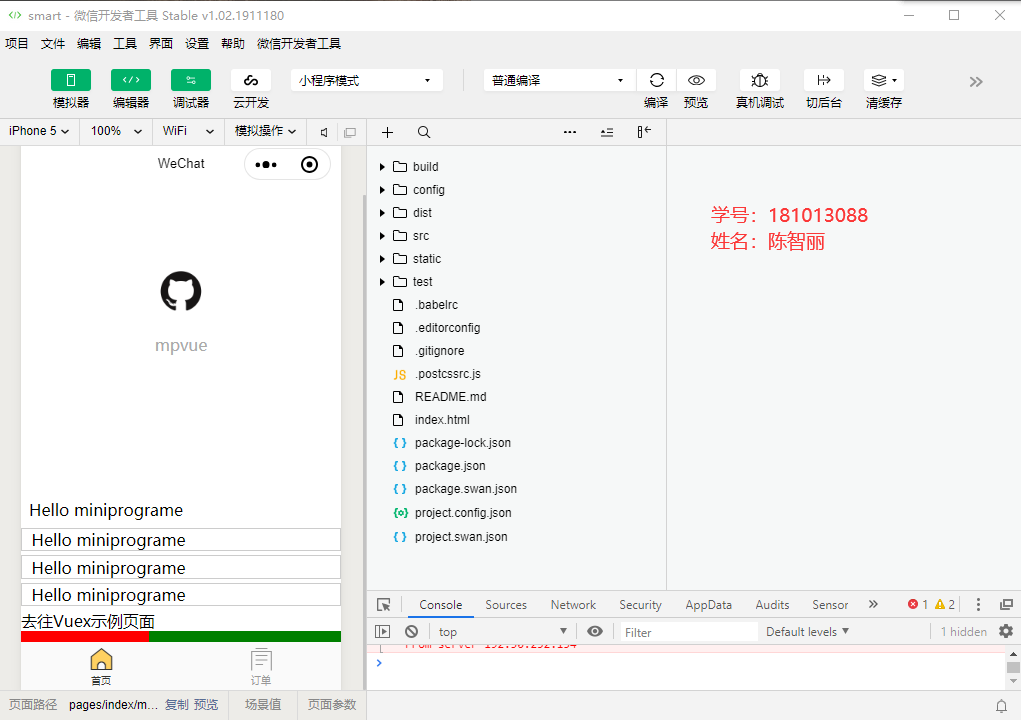 smart - 微信开发者工具 Stable v1.02.1911180
项目 文件 编辑 工具 界面 设置 帮助 微信开发者工具
小程序模式 普通编译
模拟器 编辑器 调试器 云开发 编译 预览 真机调试 切后台 清缓存
iPhone 5 100% WiFi 模拟操作
WeChat
mpvue
Hello miniprograme
Hello miniprograme
Hello miniprograme
Hello miniprograme
去往Vuex示例页面
首页 订单
页面路径 pages/index/m... 复制 预览 场景值 页面参数
build
config
dist
src
static
test
.babelrc
.editorconfig
.gitignore
JS .postcssrc.js
README.md
index.html
package-lock.json
package.json
package.swan.json
project.config.json
project.swan.json
学号：181013088
姓名：陈智丽
Console Sources Network Security AppData Audits Sensor 1 2
top Filter Default levels 1 hidden